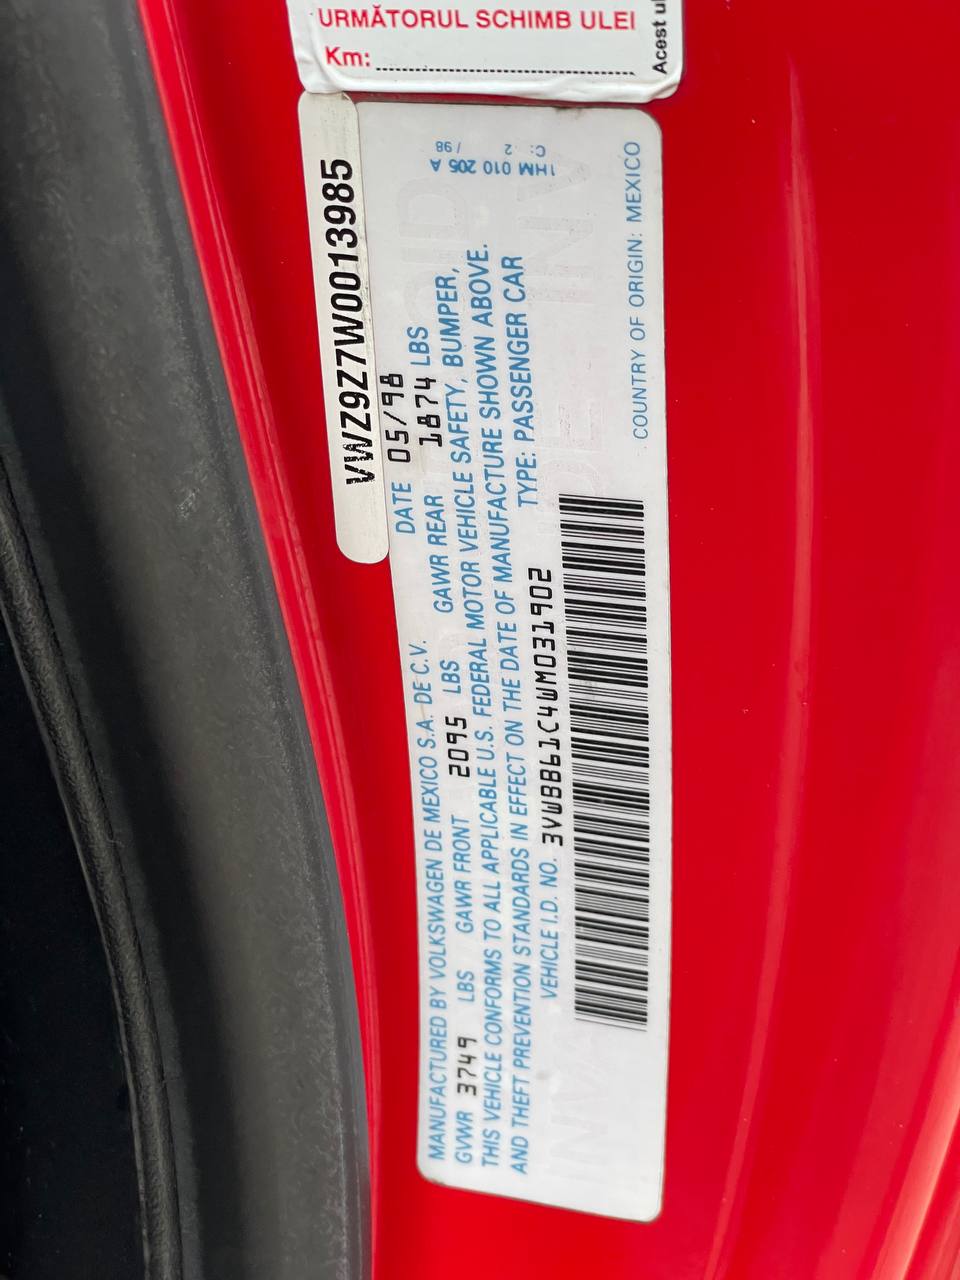 URMĂTORUL SCHIMB ULEI
Km:
Acest ul
VWZ9Z7W0013985
1HM 010 205 A
C: 2 /98
MANUFACTURED BY VOLKSWAGEN DE MEXICO S.A. DE C.V. DATE 05/98
GVWR 3749 LBS GAWR FRONT 2095 LBS GAWR REAR 1874 LBS
THIS VEHICLE CONFORMS TO ALL APPLICABLE U.S. FEDERAL MOTOR VEHICLE SAFETY, BUMPER,
AND THEFT PREVENTION STANDARDS IN EFFECT ON THE DATE OF MANUFACTURE SHOWN ABOVE.
VEHICLE I.D. NO. 3VWBB61C4WM031902 TYPE: PASSENGER CAR
COUNTRY OF ORIGIN: MEXICO